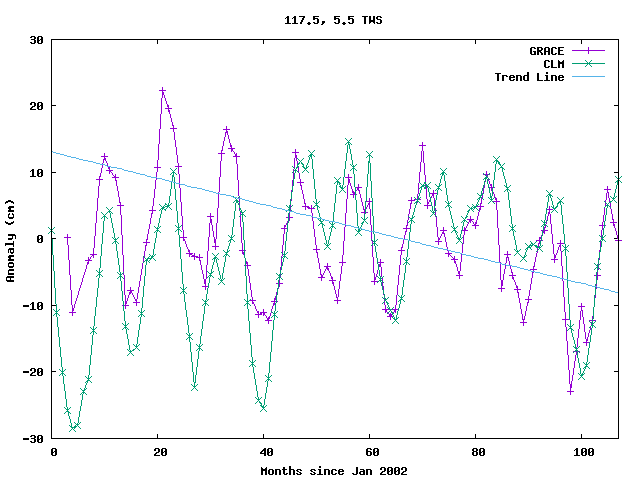 117.5, 5.5 TWS
GRACE
CLM
Trend Line
30
20
10
0
-10
-20
-30
Anomaly (cm)
0 20 40 60 80 100
Months since Jan 2002